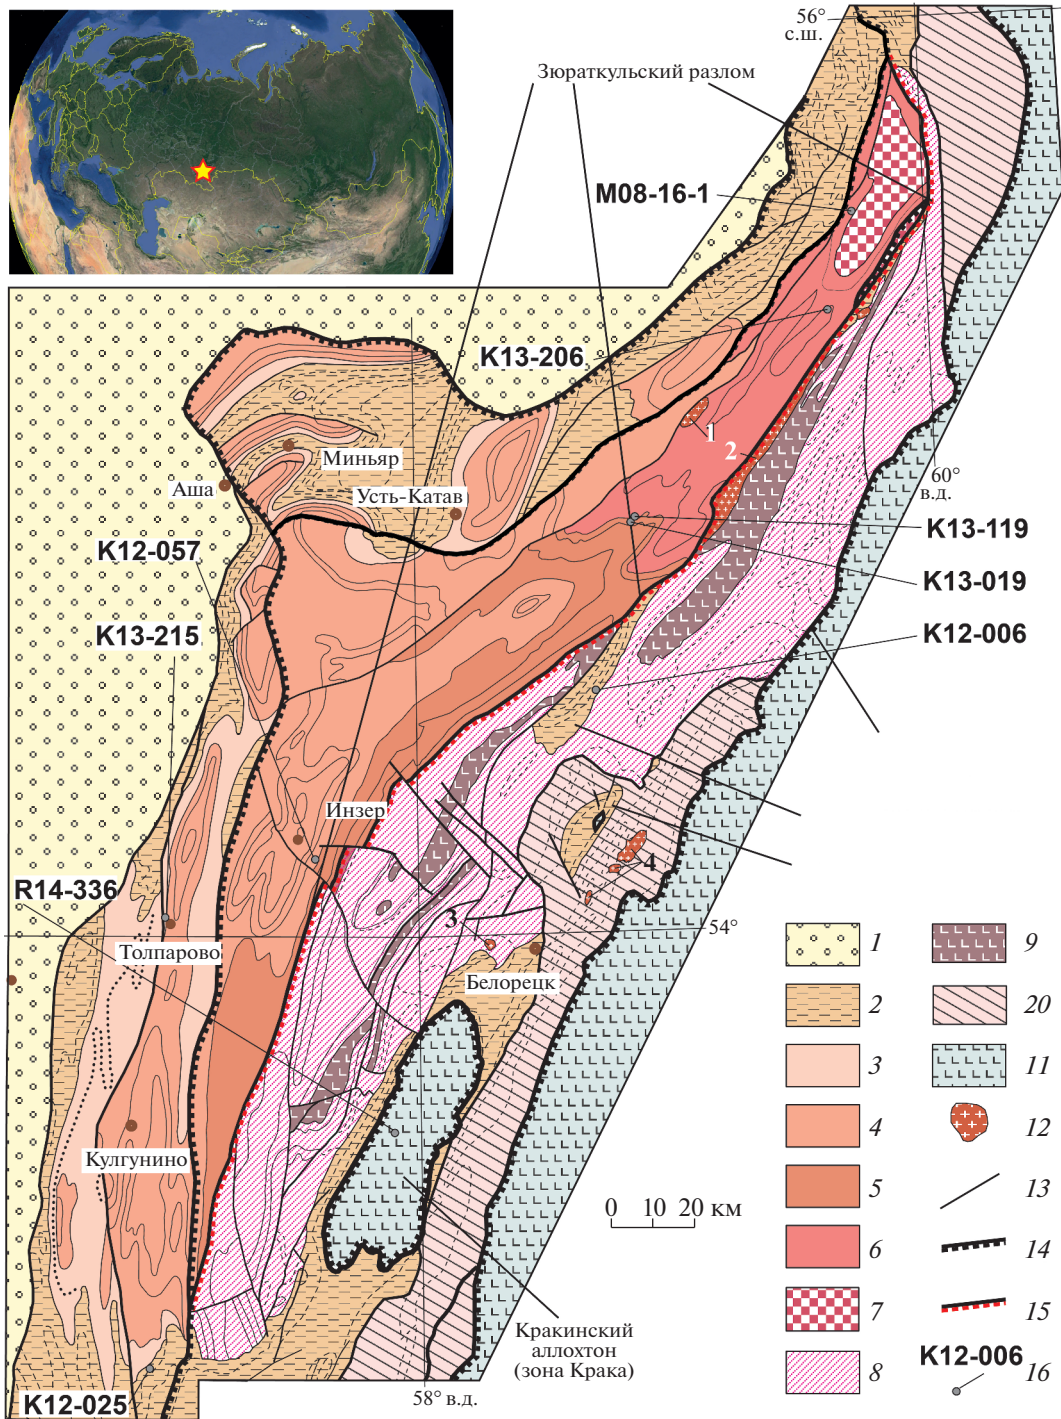 56°
с.ш.
Зюраткульский разлом
M08-16-1
K13-206
1
2
Миньяр
Аша
Усть-Катав
60°
в.д.
K12-057
K13-119
K13-019
K13-215
K12-006
Инзер
4
R14-336
3
54°
Толпарово
Белорецк
Кулгунино
0 10 20 км
Кракинский
аллохтон
(зона Крака)
58° в.д.
K12-025
1
2
3
4
5
6
7
8
9
20
11
12
13
14
15
K12-006
16